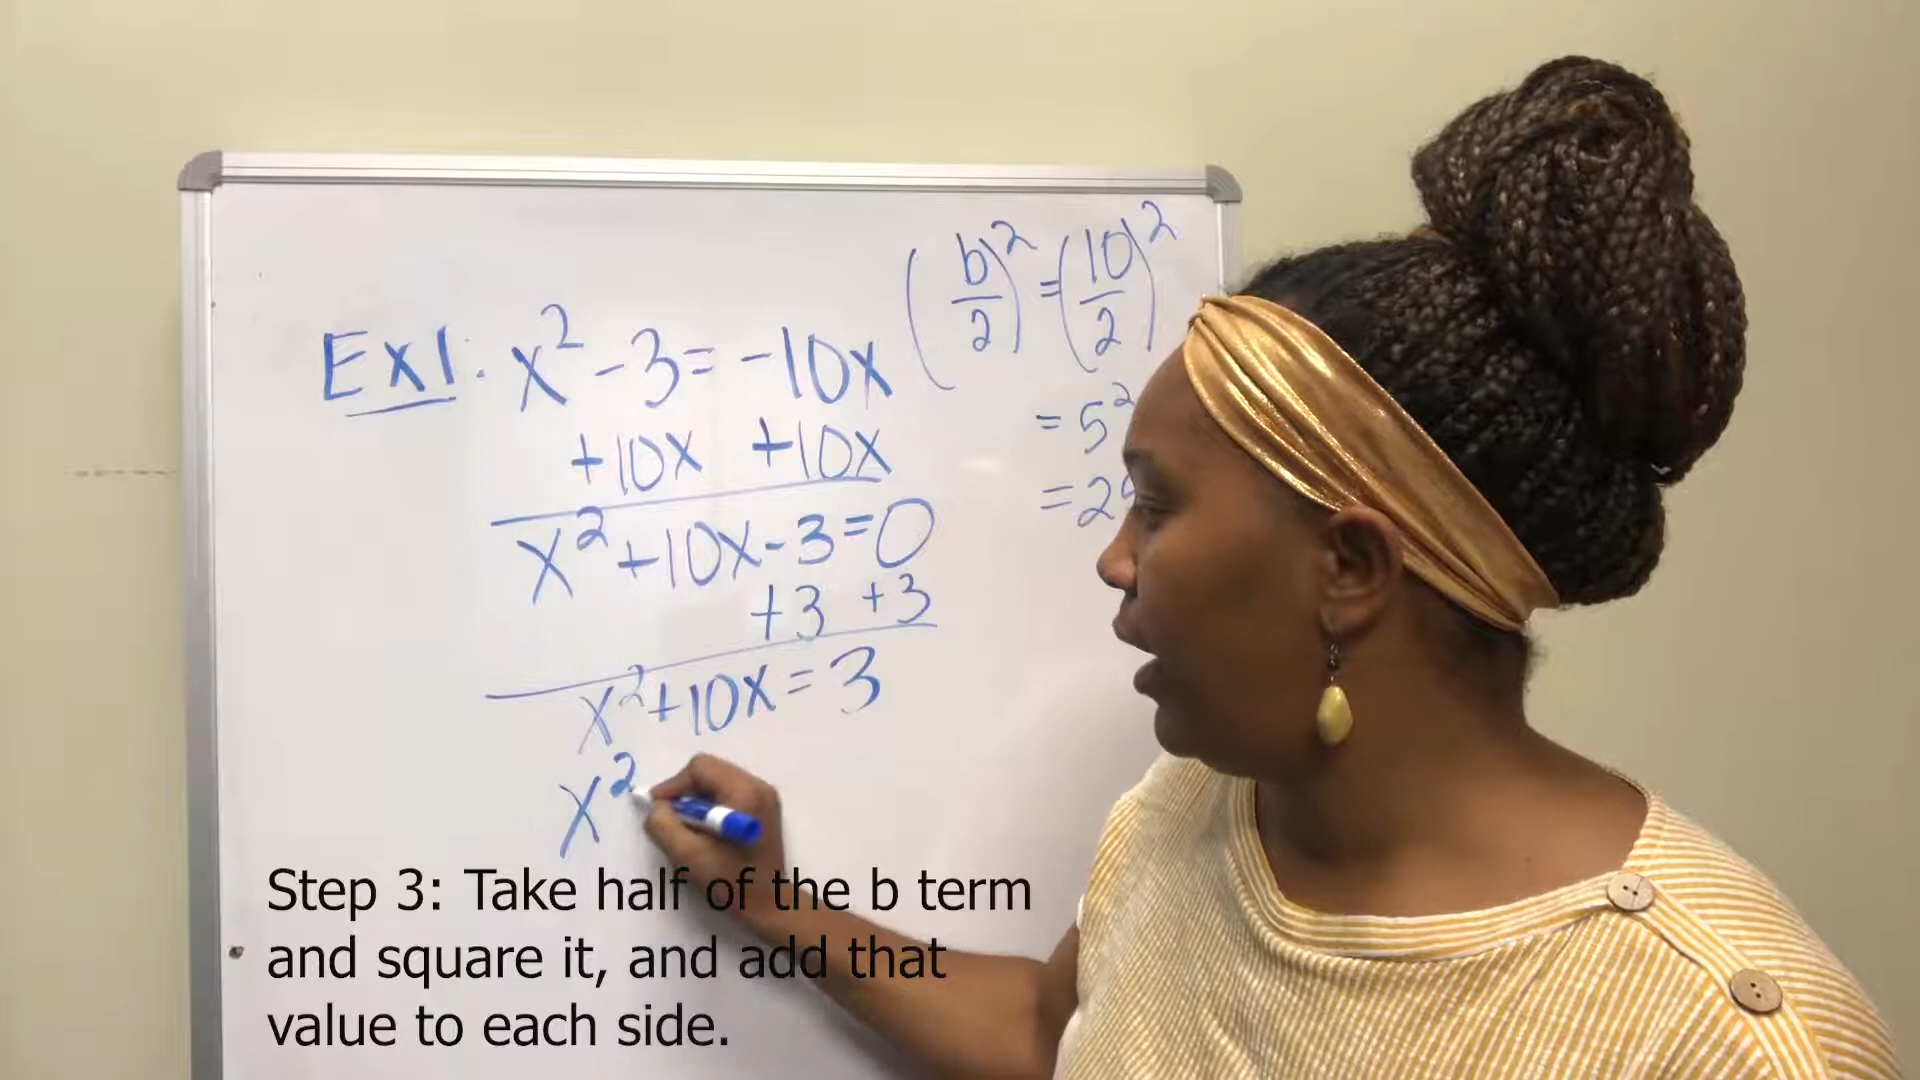 Ex1: x² - 3 = -10x
+10x +10x
x² + 10x - 3 = 0
+3 +3
x² + 10x = 3
x²
(b/2)² = (10/2)²
= 5²
= 2
Step 3: Take half of the b term
and square it, and add that
value to each side.